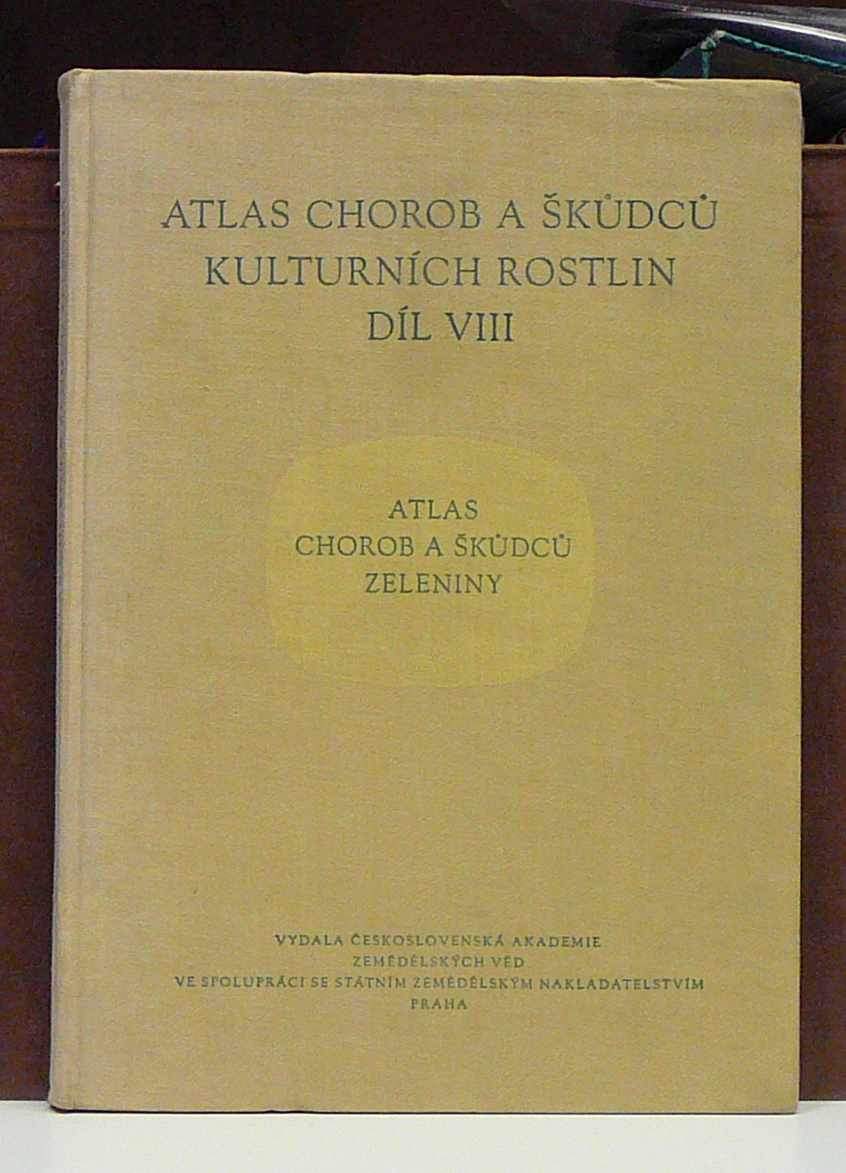 ATLAS CHOROB A ŠKŮDCŮ
KULTURNÍCH ROSTLIN
DÍL VIII
ATLAS
CHOROB A ŠKŮDCŮ
ZELENINY
VYDALA ČESKOSLOVENSKÁ AKADEMIE
ZEMĚDĚLSKÝCH VĚD
VE SPOLUPRÁCI SE STÁTNÍM ZEMĚDĚLSKÝM NAKLADATELSTVÍM
PRAHA